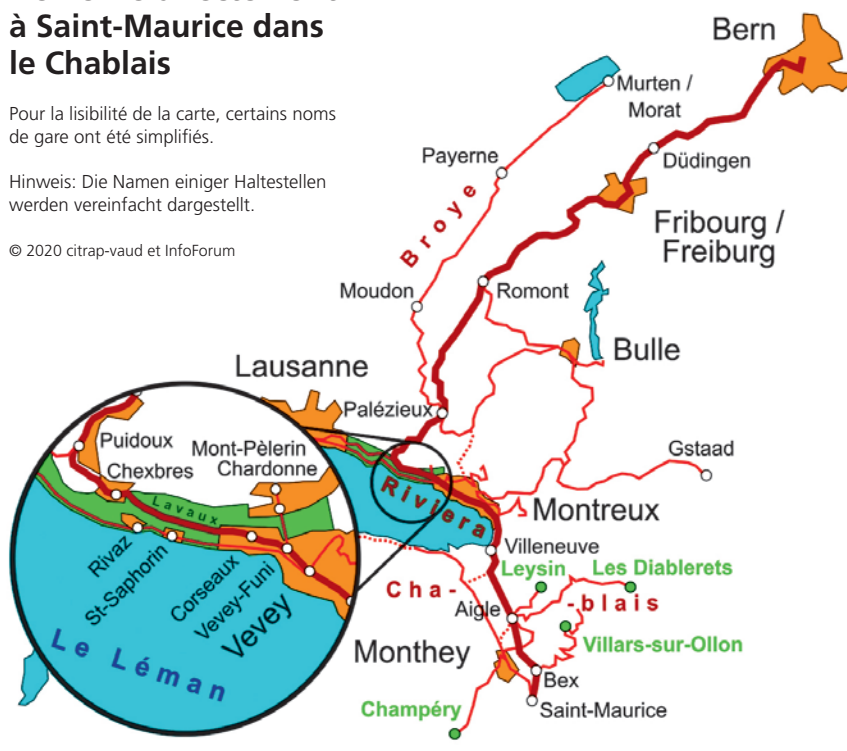 à Saint-Maurice dans
le Chablais
Pour la lisibilité de la carte, certains noms
de gare ont été simplifiés.
Hinweis: Die Namen einiger Haltestellen
werden vereinfacht dargestellt.
© 2020 citrap-vaud et InfoForum
Bern
Murten /
Morat
Düdingen
Payerne
Broye
Fribourg /
Freiburg
Moudon
Romont
Bulle
Lausanne
Palézieux
Gstaad
Puidoux
Chexbres
Mont-Pèlerin
Chardonne
Lavaux
Riviera
Montreux
Rivaz
St-Saphorin
Corseaux
Vevey-Funi
Vevey
Villeneuve
Leysin
Les Diablerets
Cha-
-blais
Aigle
Le Léman
Monthey
Villars-sur-Ollon
Bex
Champéry
Saint-Maurice